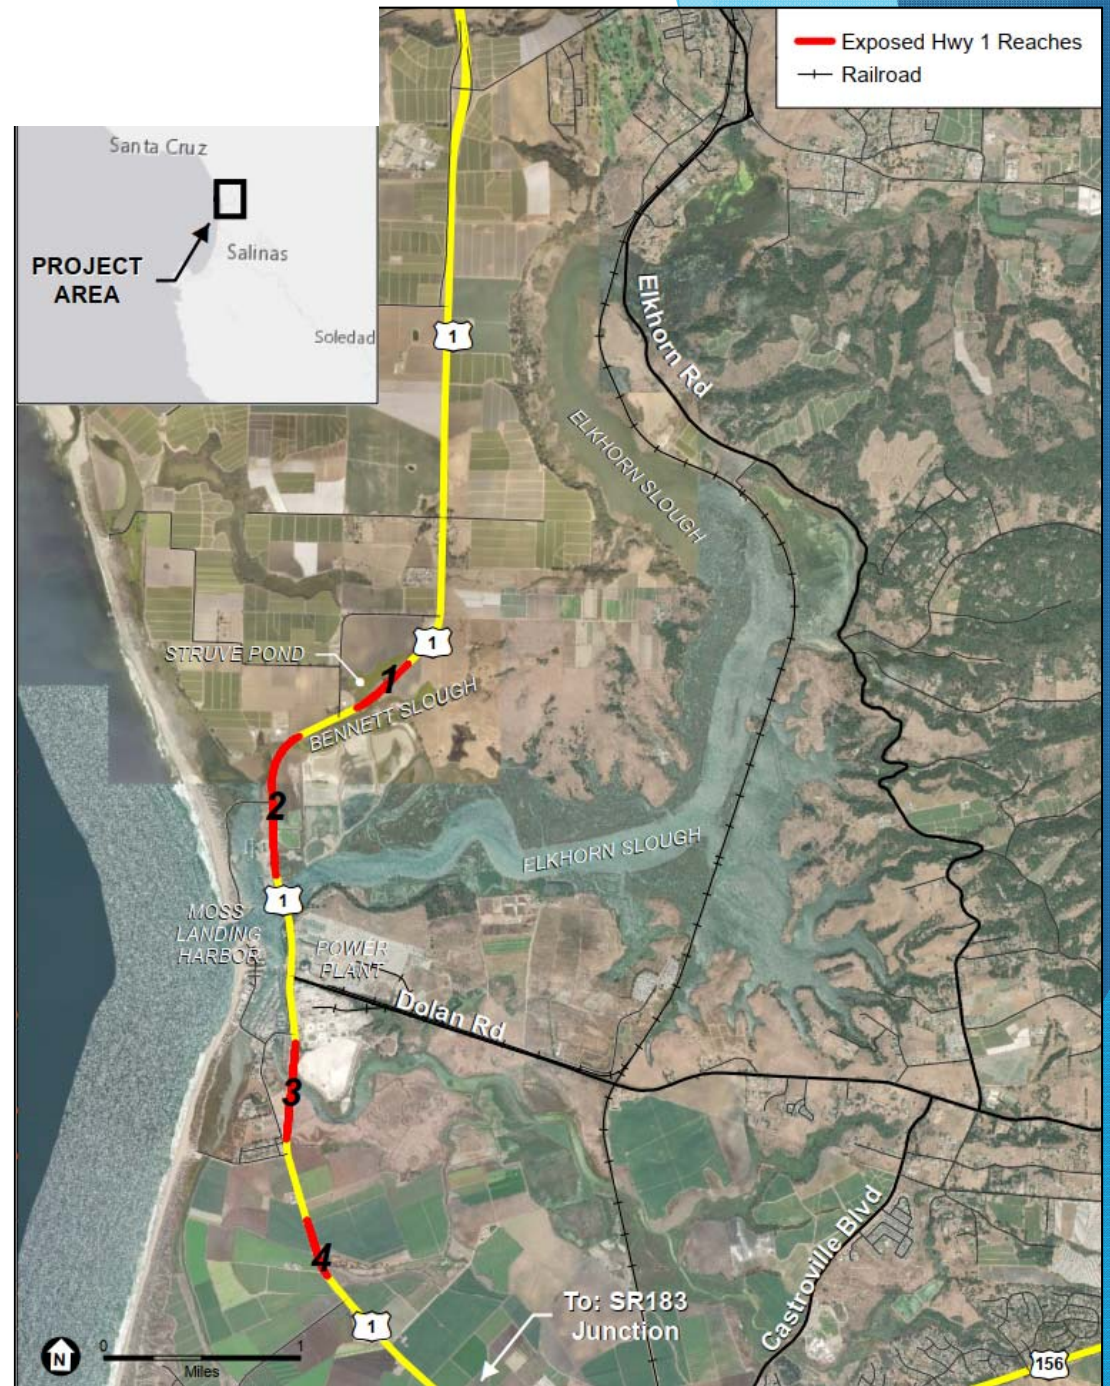 Exposed Hwy 1 Reaches
Railroad
Santa Cruz
PROJECT
AREA
Salinas
Soledad
1
Elkhorn Rd
ELKHORN SLOUGH
STRUVE POND
1
1
BENNETT SLOUGH
2
ELKHORN SLOUGH
1
MOSS
LANDING
HARBOR
POWER
PLANT
Dolan Rd
3
4
Castroville Blvd
To: SR183
Junction
1
N
0 1
Miles
156